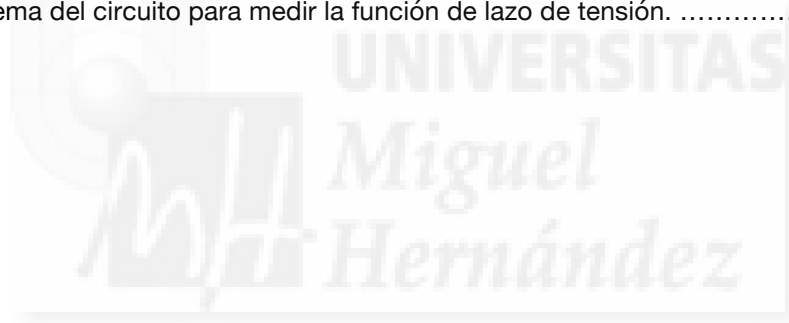 ema del circuito para medir la función de lazo de tensión. ..............
UNIVERSITAS
Miguel
Hernández